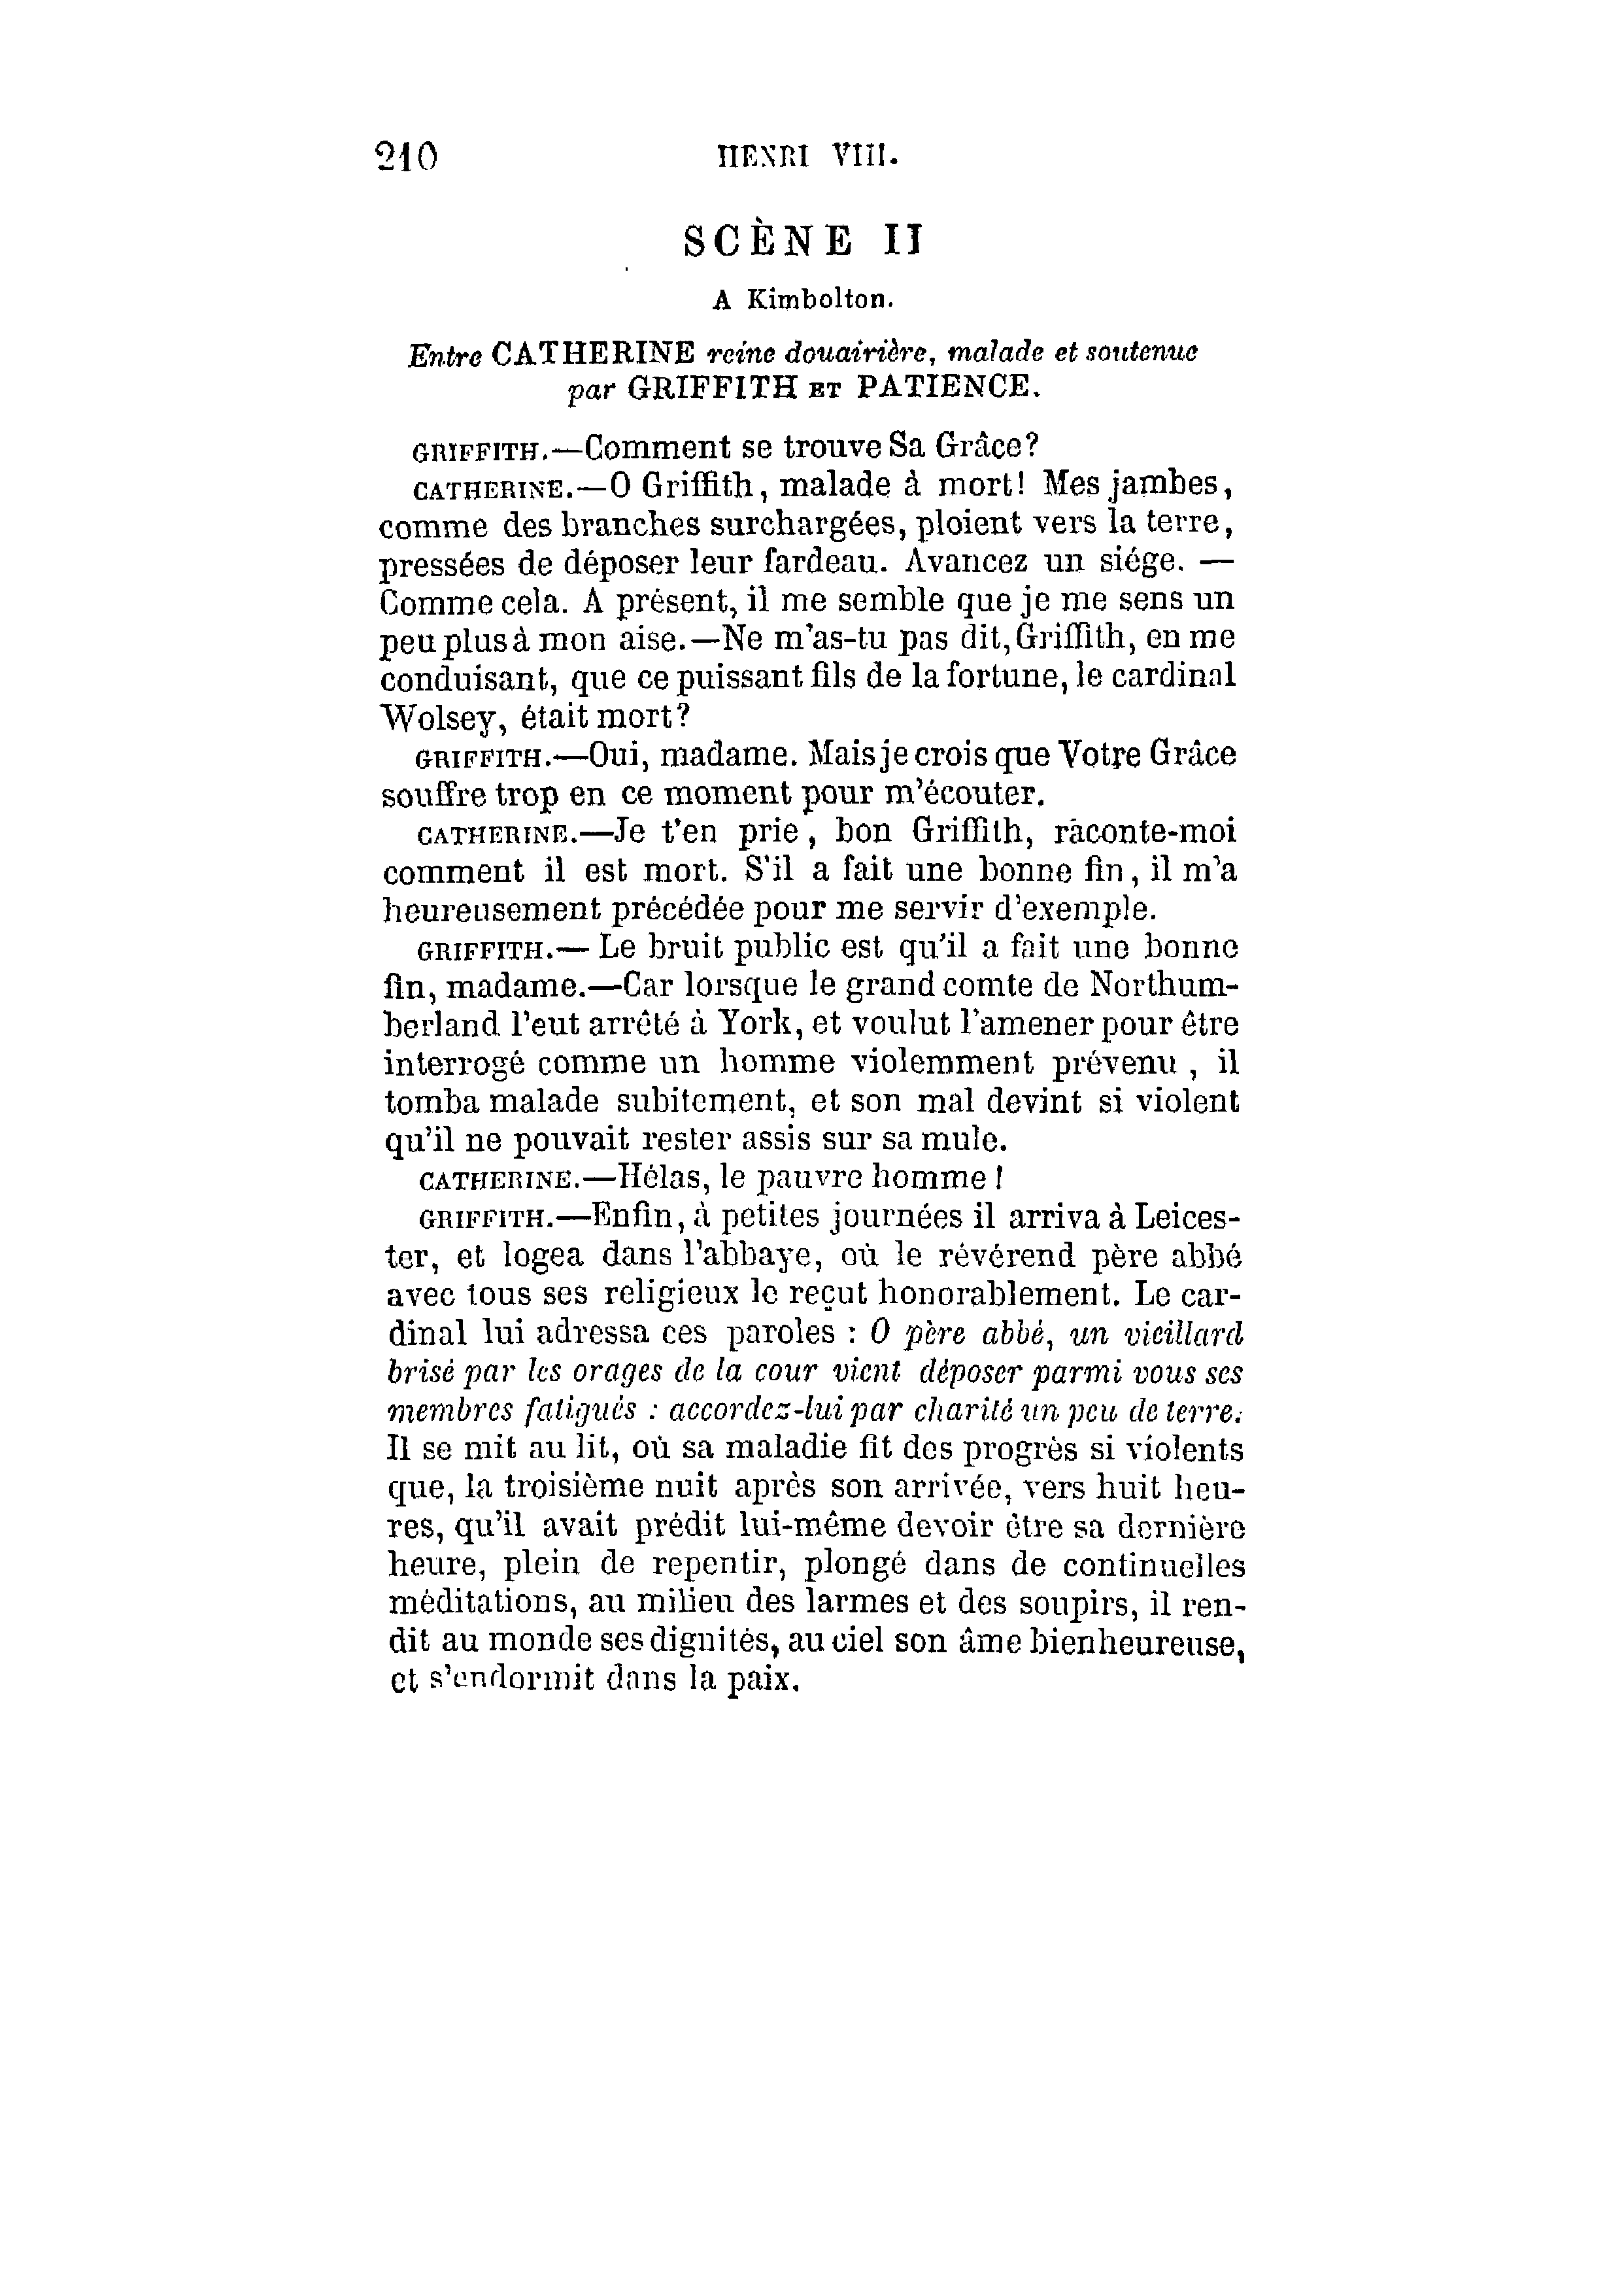 210 HENRI VIII.
SCÈNE II
A Kimbolton.
Entre CATHERINE reine douairière, malade et soutenue
par GRIFFITH ET PATIENCE.
GRIFFITH.—Comment se trouve Sa Grâce?
CATHERINE.—O Griffith, malade à mort! Mes jambes,
comme des branches surchargées, ploient vers la terre,
pressées de déposer leur fardeau. Avancez un siége. —
Comme cela. A présent, il me semble que je me sens un
peu plus à mon aise.—Ne m'as-tu pas dit, Griffith, en me
conduisant, que ce puissant fils de la fortune, le cardinal
Wolsey, était mort?
GRIFFITH.—Oui, madame. Mais je crois que Votre Grâce
souffre trop en ce moment pour m'écouter.
CATHERINE.—Je t'en prie, bon Griffith, raconte-moi
comment il est mort. S'il a fait une bonne fin, il m'a
heureusement précédée pour me servir d'exemple.
GRIFFITH.— Le bruit public est qu'il a fait une bonne
fin, madame.—Car lorsque le grand comte de Northum-
berland l'eut arrêté à York, et voulut l'amener pour être
interrogé comme un homme violemment prévenu, il
tomba malade subitement, et son mal devint si violent
qu'il ne pouvait rester assis sur sa mule.
CATHERINE.—Hélas, le pauvre homme!
GRIFFITH.—Enfin, à petites journées il arriva à Leices-
ter, et logea dans l'abbaye, où le révérend père abbé
avec tous ses religieux le reçut honorablement. Le car-
dinal lui adressa ces paroles : O père abbé, un vieillard
brisé par les orages de la cour vient déposer parmi vous ses
membres fatigués : accordez-lui par charité un peu de terre.
Il se mit au lit, où sa maladie fit des progrès si violents
que, la troisième nuit après son arrivée, vers huit heu-
res, qu'il avait prédit lui-même devoir être sa dernière
heure, plein de repentir, plongé dans de continuelles
méditations, au milieu des larmes et des soupirs, il ren-
dit au monde ses dignités, au ciel son âme bienheureuse,
et s'endormit dans la paix.